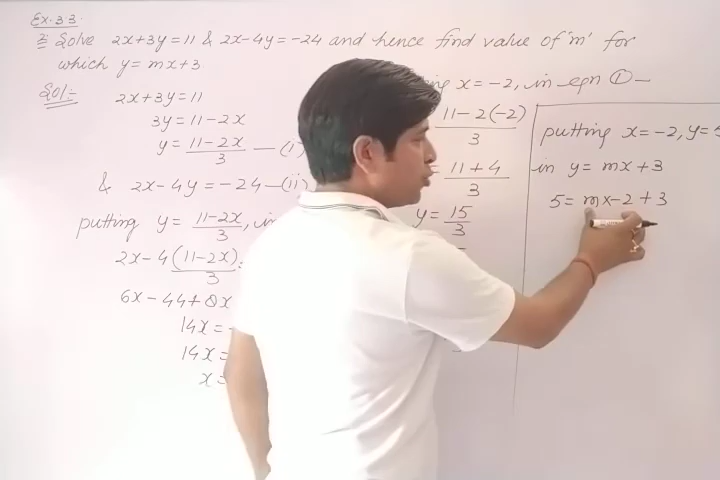 Ex. 3.3.
2: Solve 2x+3y=11 & 2x-4y=-24 and hence find value of 'm' for
which y=mx+3
Sol:-
2x+3y=11
3y=11-2x
y=11-2x/3 — (i)
& 2x-4y=-24 — (ii)
putting y=11-2x/3, in
2x-4(11-2x)/3
6x-44+8x
14x=
14x=
x=
x=-2, in eqn ① —
11-2(-2)/3
= 11+4/3
y=15/3
putting x=-2, y=5
in y=mx+3
5=mx-2+3